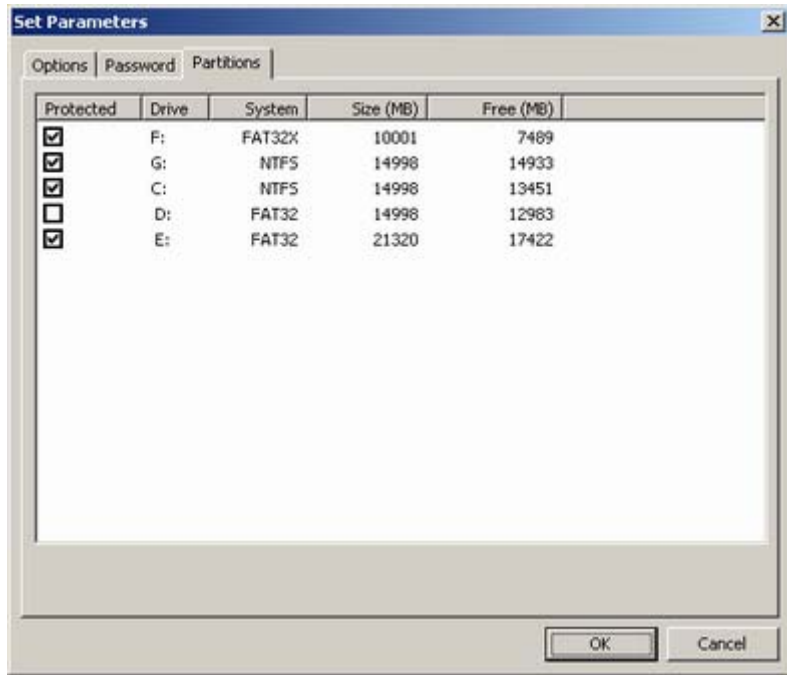 Set Parameters
Options Password Partitions
Protected Drive System Size (MB) Free (MB)
F: FAT32X 10001 7489
G: NTFS 14998 14933
C: NTFS 14998 13451
D: FAT32 14998 12983
E: FAT32 21320 17422
OK Cancel